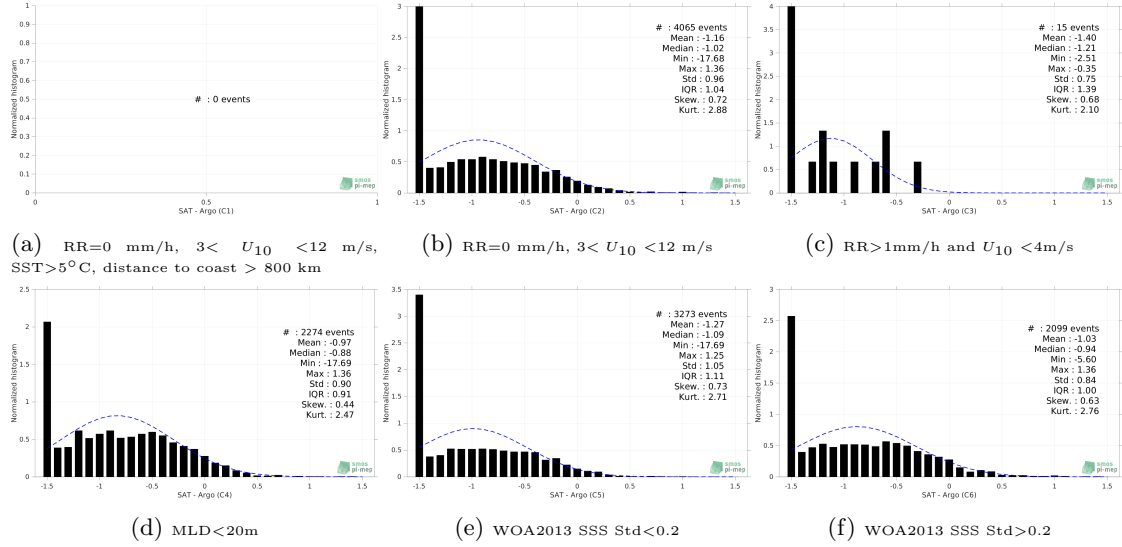 1
0.9
0.8
0.7
0.6
0.5
0.4
0.3
0.2
0.1
0
Normalized histogram
# : 0 events
smos
pi-mep
0 0.5 1
SAT - Argo (C1)
(a) RR=0 mm/h, 3< U10 <12 m/s,
SST>5°C, distance to coast > 800 km
3
2.5
2
1.5
1
0.5
0
Normalized histogram
# : 4065 events
Mean : -1.16
Median : -1.02
Min : -17.68
Max : 1.36
Std : 0.96
IQR : 1.04
Skew. : 0.72
Kurt. : 2.88
smos
pi-mep
-1.5 -1 -0.5 0 0.5 1 1.5
SAT - Argo (C2)
(b) RR=0 mm/h, 3< U10 <12 m/s
4
3.5
3
2.5
2
1.5
1
0.5
0
Normalized histogram
# : 15 events
Mean : -1.40
Median : -1.21
Min : -2.51
Max : -0.35
Std : 0.75
IQR : 1.39
Skew. : 0.68
Kurt. : 2.10
smos
pi-mep
-1.5 -1 -0.5 0 0.5 1 1.5
SAT - Argo (C3)
(c) RR>1mm/h and U10 <4m/s
2.5
2
1.5
1
0.5
0
Normalized histogram
# : 2274 events
Mean : -0.97
Median : -0.88
Min : -17.69
Max : 1.36
Std : 0.90
IQR : 0.91
Skew. : 0.44
Kurt. : 2.47
smos
pi-mep
-1.5 -1 -0.5 0 0.5 1 1.5
SAT - Argo (C4)
(d) MLD<20m
3.5
3
2.5
2
1.5
1
0.5
0
Normalized histogram
# : 3273 events
Mean : -1.27
Median : -1.09
Min : -17.69
Max : 1.25
Std : 1.05
IQR : 1.11
Skew. : 0.73
Kurt. : 2.71
smos
pi-mep
-1.5 -1 -0.5 0 0.5 1 1.5
SAT - Argo (C5)
(e) WOA2013 SSS Std<0.2
3
2.5
2
1.5
1
0.5
0
Normalized histogram
# : 2099 events
Mean : -1.03
Median : -0.94
Min : -5.60
Max : 1.36
Std : 0.84
IQR : 1.00
Skew. : 0.63
Kurt. : 2.76
smos
pi-mep
-1.5 -1 -0.5 0 0.5 1 1.5
SAT - Argo (C6)
(f) WOA2013 SSS Std>0.2